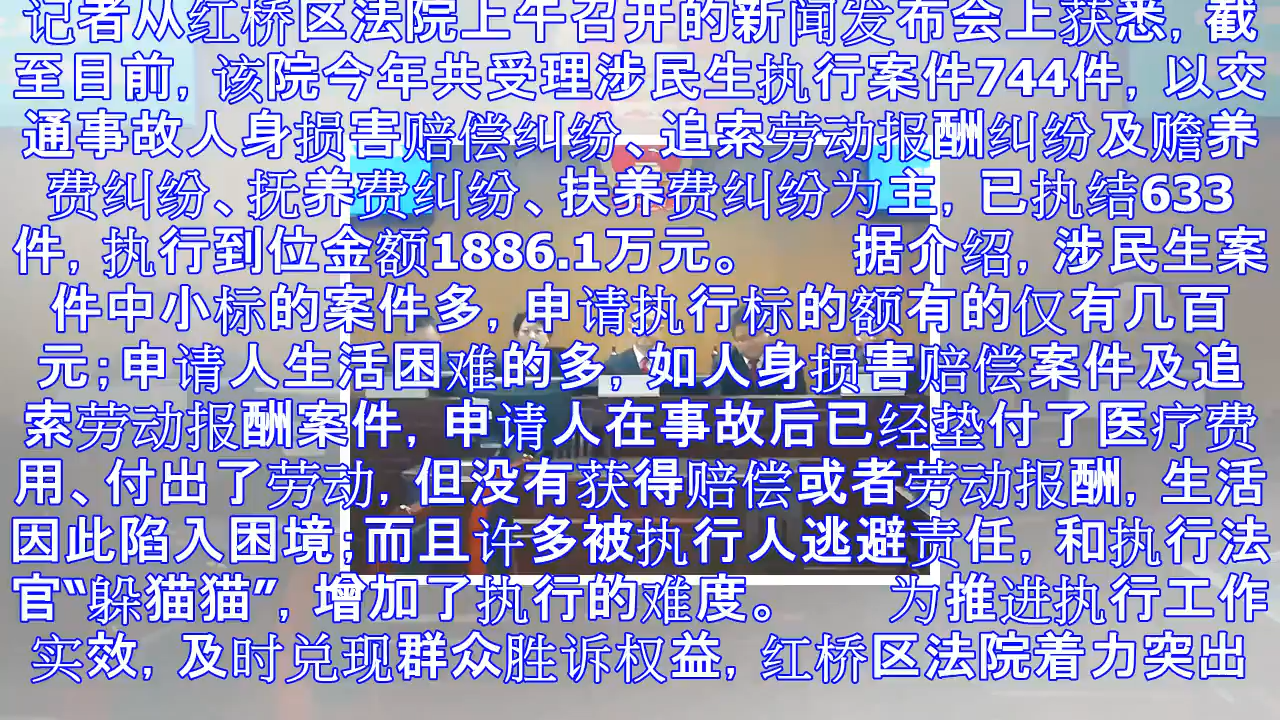 记者从红桥区法院上午召开的新闻发布会上获悉，截
至目前，该院今年共受理涉民生执行案件744件，以交
通事故人身损害赔偿纠纷、追索劳动报酬纠纷及赡养
费纠纷、抚养费纠纷、扶养费纠纷为主，已执结633
件，执行到位金额1886.1万元。 据介绍，涉民生案
件中小标的案件多，申请执行标的额有的仅有几百
元；申请人生活困难的多，如人身损害赔偿案件及追
索劳动报酬案件，申请人在事故后已经垫付了医疗费
用、付出了劳动，但没有获得赔偿或者劳动报酬，生活
因此陷入困境；而且许多被执行人逃避责任，和执行法
官“躲猫猫”，增加了执行的难度。 为推进执行工作
实效，及时兑现群众胜诉权益，红桥区法院着力突出